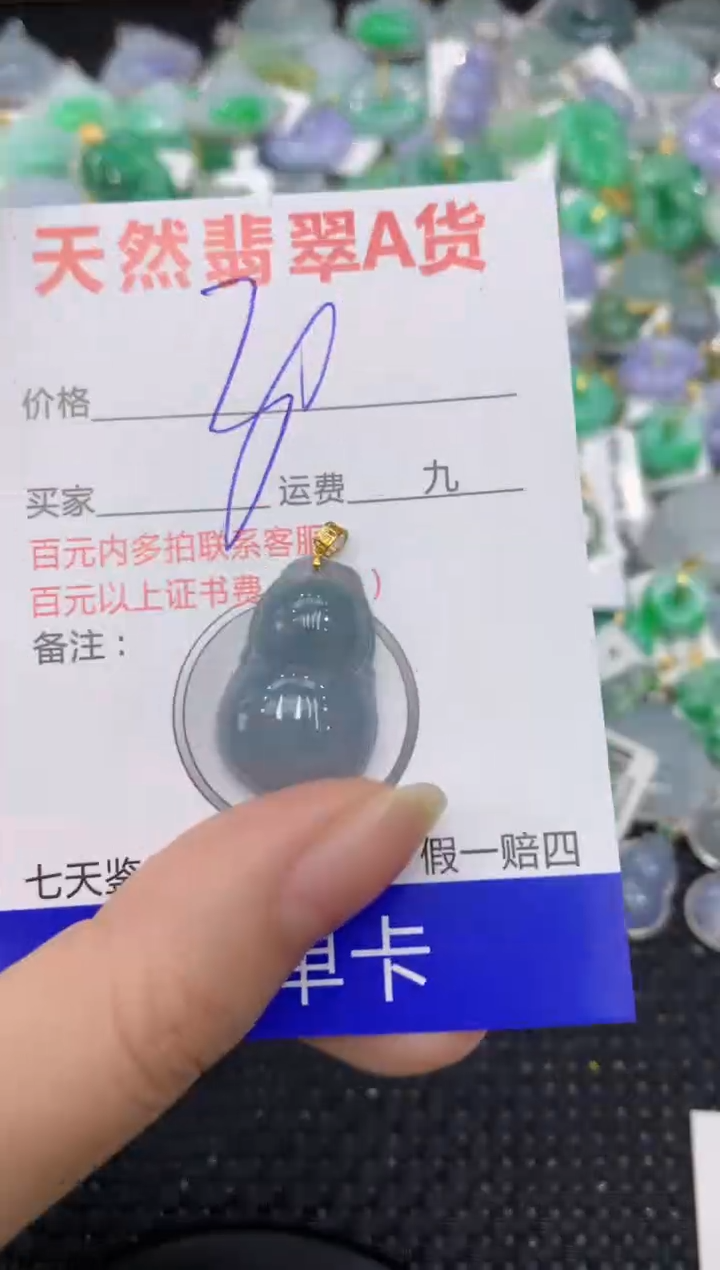 天然翡翠A货
价格
买家 运费 九
百元内多拍联系客服
百元以上证书费 )
备注：
七天鉴 假一赔四
单卡